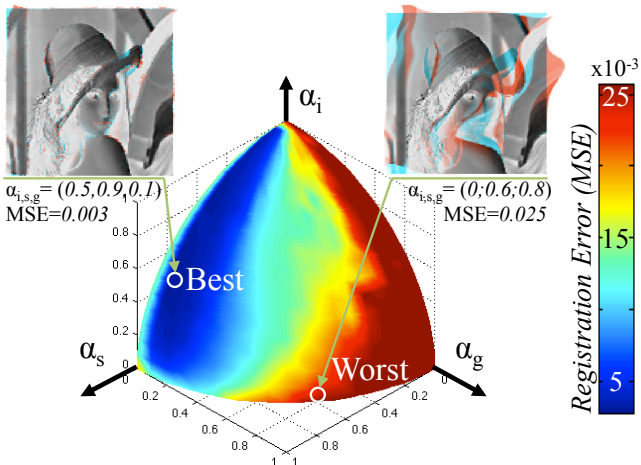 αᵢ
x10⁻³
25
15
5
Registration Error (MSE)
αᵢ,ₛ,g= (0.5,0.9,0.1)
MSE=0.003
αᵢ,ₛ,g= (0;0.6;0.8)
MSE=0.025
1
0.8
0.6
0.4
0.2
0
Best
Worst
αₛ
αg
0
0.2
0.4
0.6
0.8
1
0
0.2
0.4
0.6
0.8
1